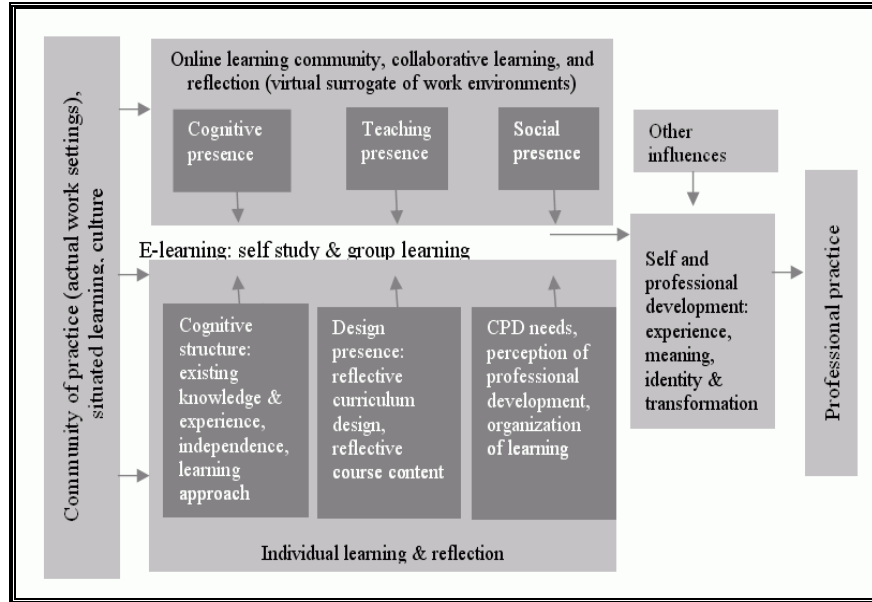 Community of practice (actual work settings),
situated learning, culture
Online learning community, collaborative learning, and
reflection (virtual surrogate of work environments)
Cognitive
presence
Teaching
presence
Social
presence
E-learning: self study & group learning
Cognitive
structure:
existing
knowledge &
experience,
independence,
learning
approach
Design
presence:
reflective
curriculum
design,
reflective
course content
CPD needs,
perception of
professional
development,
organization
of learning
Individual learning & reflection
Other
influences
Self and
professional
development:
experience,
meaning,
identity &
transformation
Professional practice